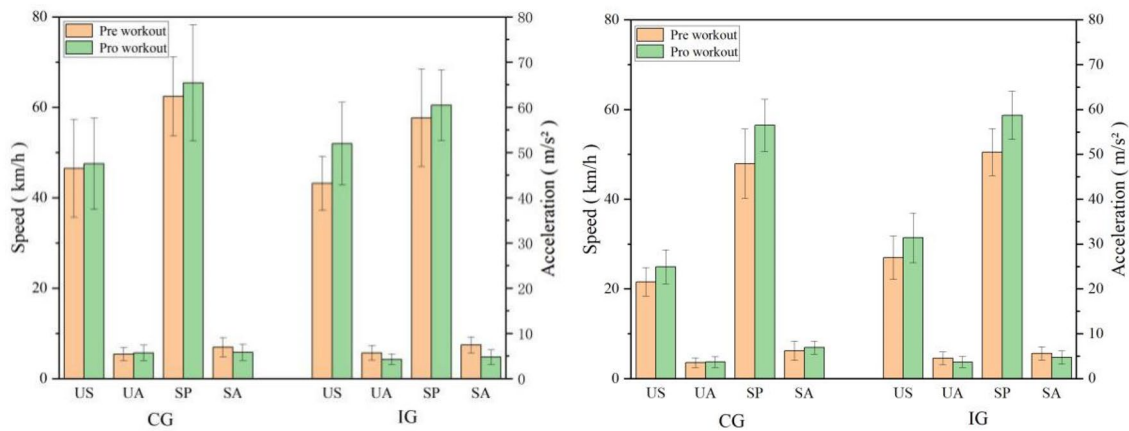 80
60
40
20
0
Speed ( km/h )
Pre workout
Pro workout
80
70
60
50
40
30
20
10
0
Acceleration ( m/s² )
US UA SP SA US UA SP SA
CG IG
80
60
40
20
0
Speed ( km/h )
Pre workout
Pro workout
80
70
60
50
40
30
20
10
0
Acceleration ( m/s² )
US UA SP SA US UA SP SA
CG IG